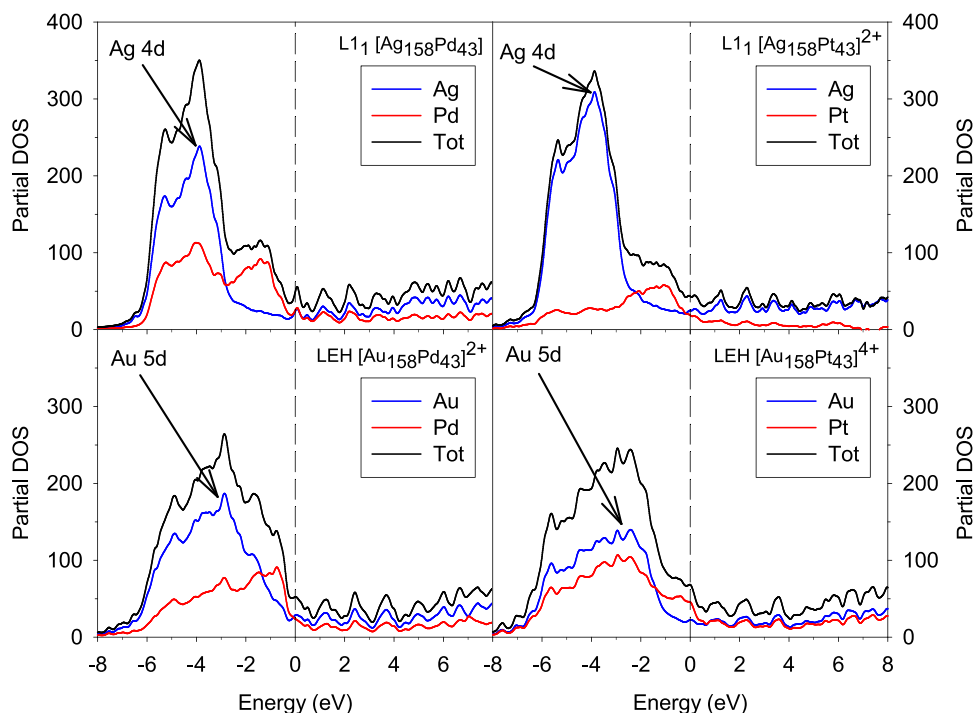 400
300
200
100
0
Partial DOS
Ag 4d
L1₁ [Ag₁₅₈Pd₄₃]
Ag
Pd
Tot
Ag 4d
L1₁ [Ag₁₅₈Pt₄₃]²⁺
Ag
Pt
Tot
400
300
200
100
0
Partial DOS
300
200
100
0
Partial DOS
Au 5d
LEH [Au₁₅₈Pd₄₃]²⁺
Au
Pd
Tot
Au 5d
LEH [Au₁₅₈Pt₄₃]⁴⁺
Au
Pt
Tot
300
200
100
0
Partial DOS
-8 -6 -4 -2 0 2 4 6 -8 -6 -4 -2 0 2 4 6 8
Energy (eV) Energy (eV)